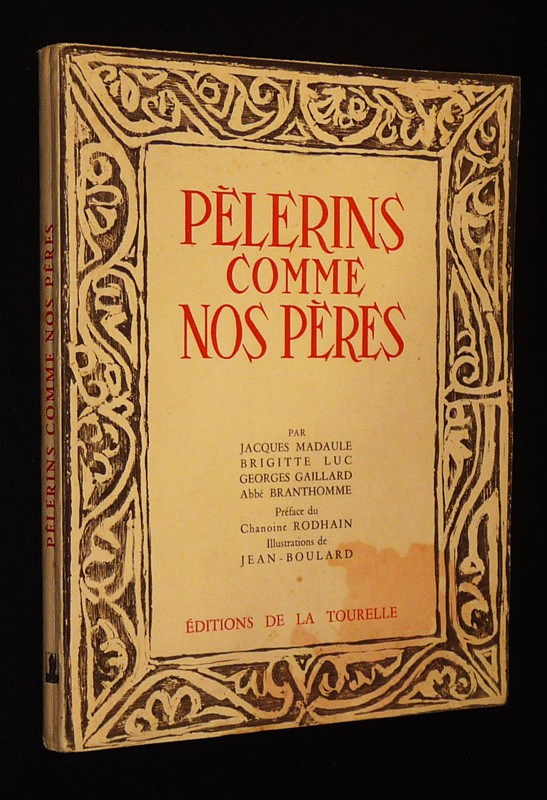 PÈLERINS
COMME
NOS PÈRES
PAR
JACQUES MADAULE
BRIGITTE LUC
GEORGES GAILLARD
Abbé BRANTHOMME
Préface du
Chanoine RODHAIN
Illustrations de
JEAN-BOULARD
ÉDITIONS DE LA TOURELLE
PÈLERINS COMME NOS PÈRES